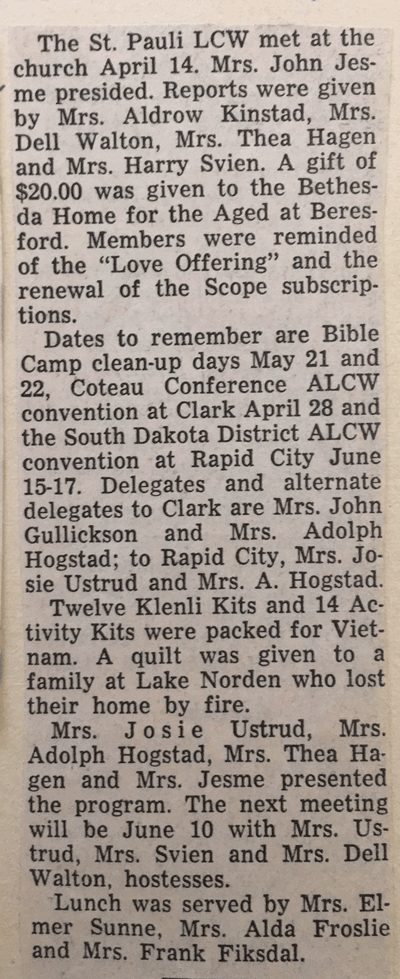 The St. Pauli LCW met at the
church April 14. Mrs. John Jes-
me presided. Reports were given
by Mrs. Aldrow Kinstad, Mrs.
Dell Walton, Mrs. Thea Hagen
and Mrs. Harry Svien. A gift of
$20.00 was given to the Bethes-
da Home for the Aged at Beres-
ford. Members were reminded
of the "Love Offering" and the
renewal of the Scope subscrip-
tions.
Dates to remember are Bible
Camp clean-up days May 21 and
22, Coteau Conference ALCW
convention at Clark April 28 and
the South Dakota District ALCW
convention at Rapid City June
15-17. Delegates and alternate
delegates to Clark are Mrs. John
Gullickson and Mrs. Adolph
Hogstad; to Rapid City, Mrs. Jo-
sie Ustrud and Mrs. A. Hogstad.
Twelve Klenli Kits and 14 Ac-
tivity Kits were packed for Viet-
nam. A quilt was given to a
family at Lake Norden who lost
their home by fire.
Mrs. Josie Ustrud, Mrs.
Adolph Hogstad, Mrs. Thea Ha-
gen and Mrs. Jesme presented
the program. The next meeting
will be June 10 with Mrs. Us-
trud, Mrs. Svien and Mrs. Dell
Walton, hostesses.
Lunch was served by Mrs. El-
mer Sunne, Mrs. Alda Froslie
and Mrs. Frank Fiksdal.